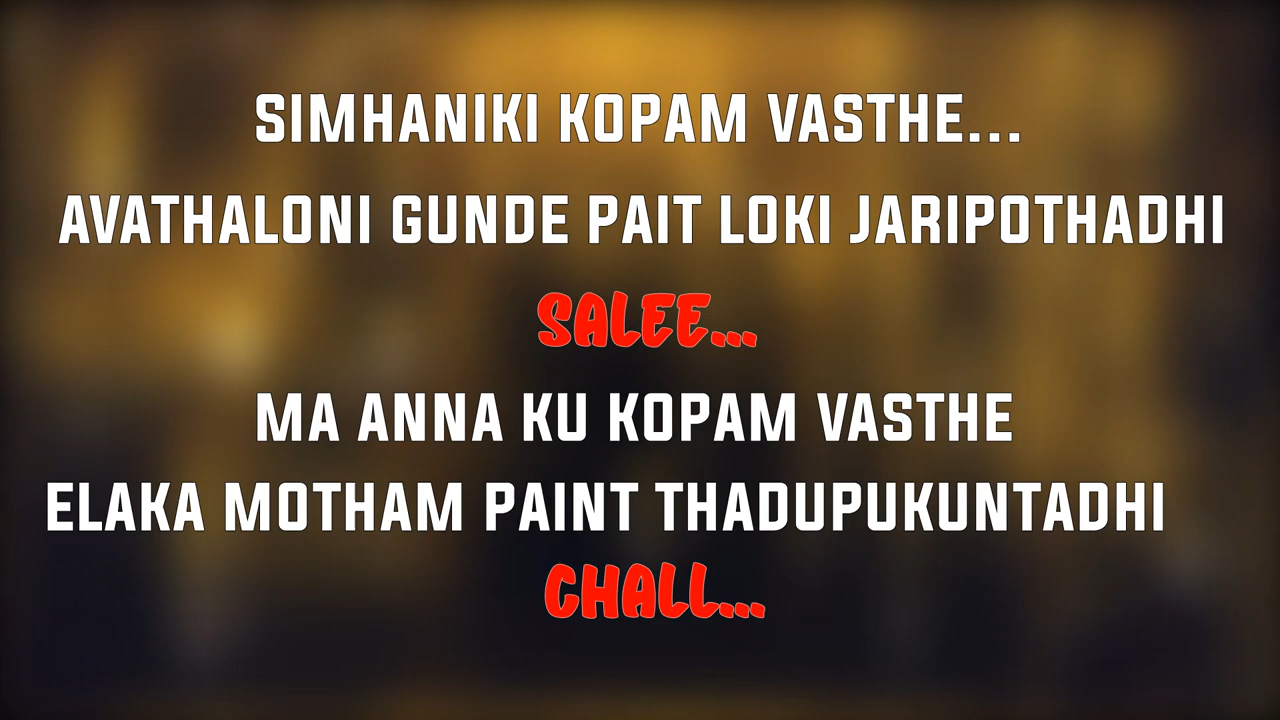 SIMHANIKI KOPAM VASTHE...
AVATHALONI GUNDE PAIT LOKI JARIPOTHADHI
SALEE...
MA ANNA KU KOPAM VASTHE
ELAKA MOTHAM PAINT THADUPUKUNTADHI
CHALL...